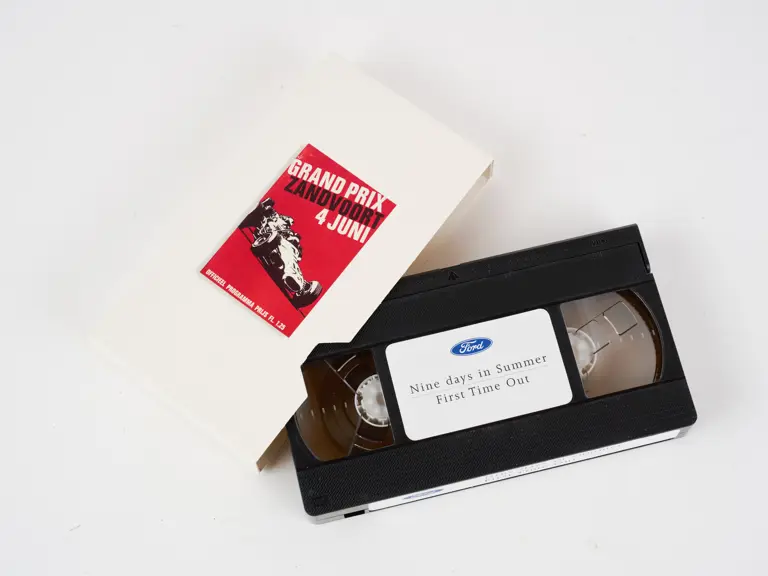 GRAND PRIX
ZANDVOORT
4 JUNI
OFFICIEEL PROGRAMMA PRIJS FL. 1.25
Ford
Nine days in Summer
First Time Out